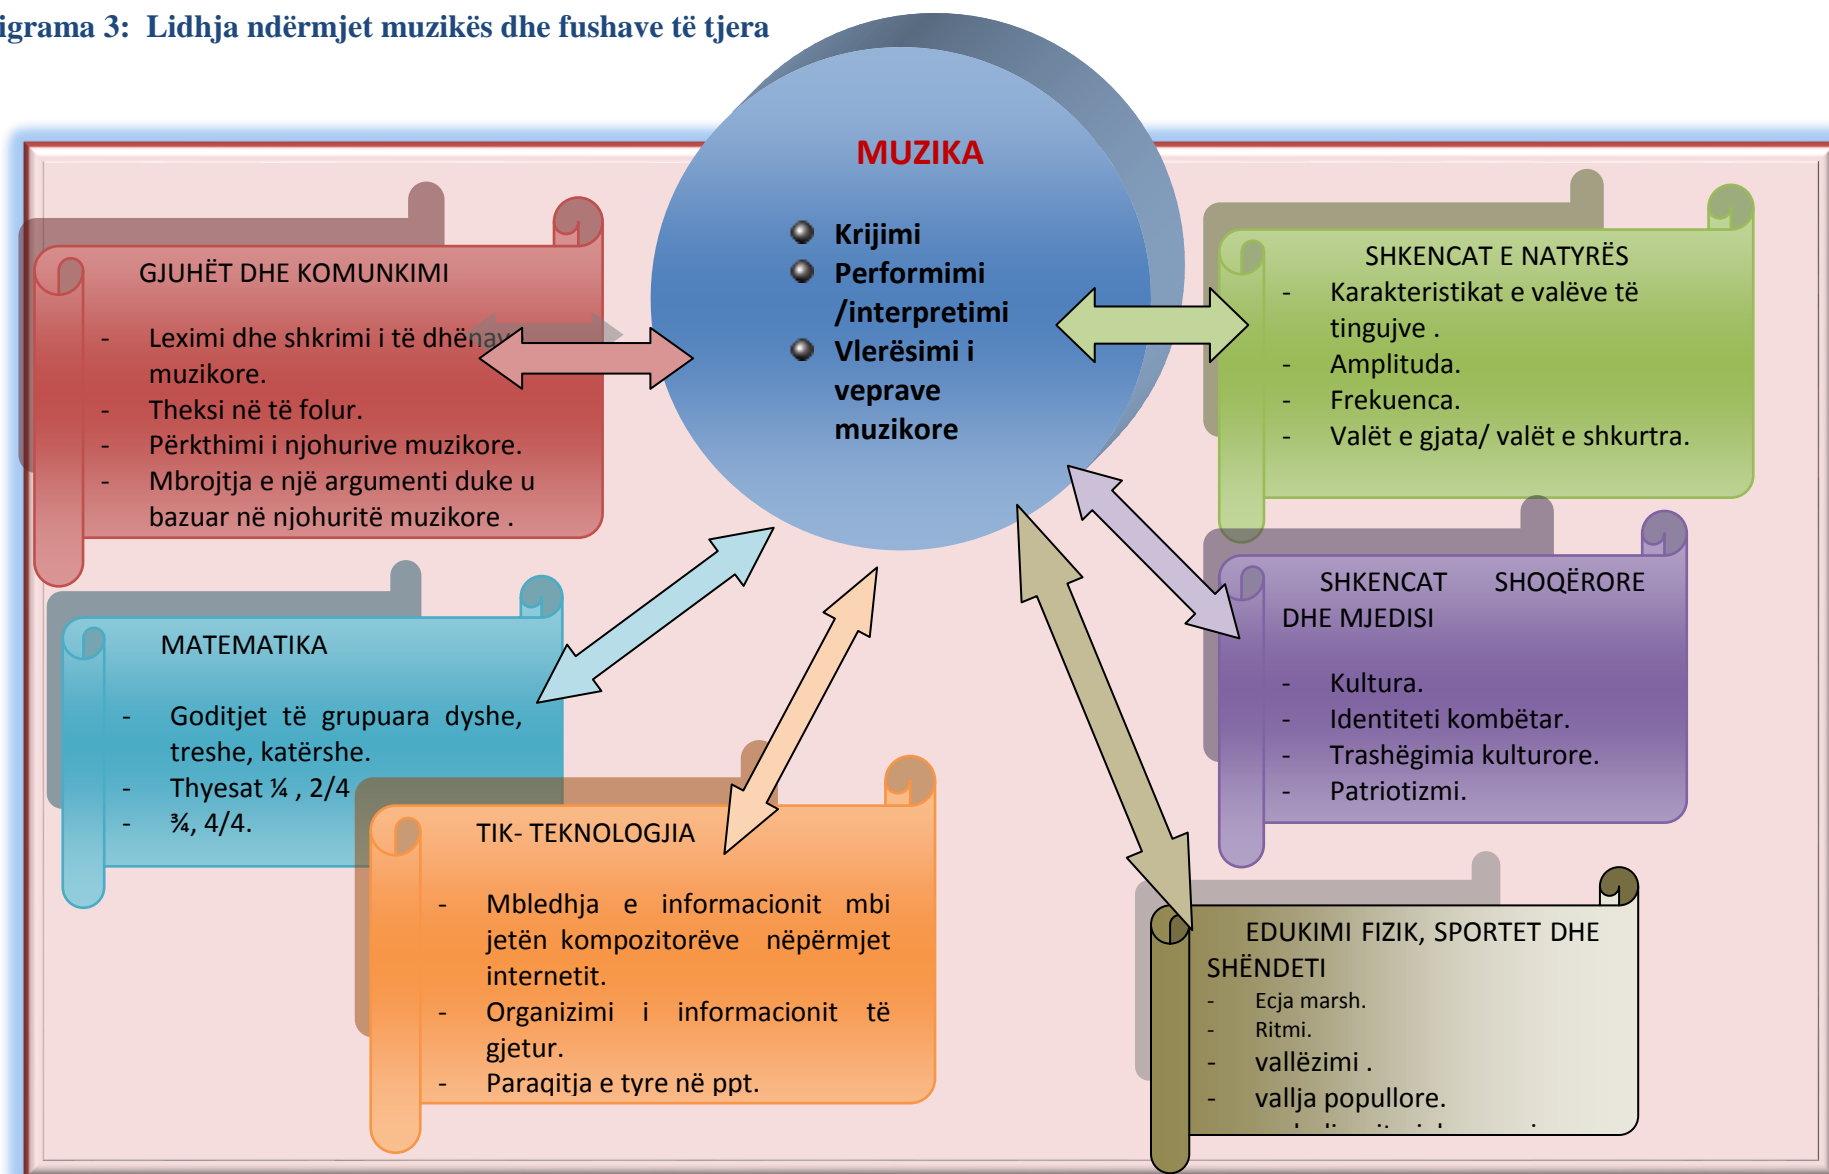 igrama 3: Lidhja ndërmjet muzikës dhe fushave të tjera
MUZIKA
Krijimi
Performimi
/interpretimi
Vlerësimi i
veprave
muzikore
GJUHËT DHE KOMUNKIMI
- Leximi dhe shkrimi i të dhënav
muzikore.
- Theksi në të folur.
- Përkthimi i njohurive muzikore.
- Mbrojtja e një argumenti duke u
bazuar në njohuritë muzikore .
MATEMATIKA
- Goditjet të grupuara dyshe,
treshe, katërshe.
- Thyesat ¼ , 2/4
- ¾, 4/4.
TIK- TEKNOLOGJIA
- Mbledhja e informacionit mbi
jetën kompozitorëve nëpërmjet
internetit.
- Organizimi i informacionit të
gjetur.
- Paraqitja e tyre në ppt.
SHKENCAT E NATYRËS
- Karakteristikat e valëve të
tingujve .
- Amplituda.
- Frekuenca.
- Valët e gjata/ valët e shkurtra.
SHKENCAT SHOQËRORE
DHE MJEDISI
- Kultura.
- Identiteti kombëtar.
- Trashëgimia kulturore.
- Patriotizmi.
EDUKIMI FIZIK, SPORTET DHE
SHËNDETI
- Ecja marsh.
- Ritmi.
- vallëzimi .
- vallja popullore.